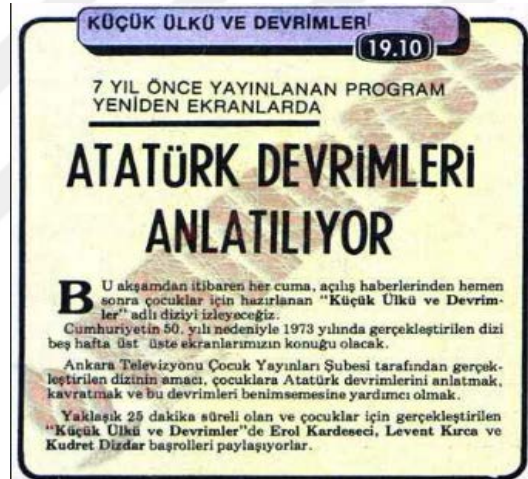 KÜÇÜK ÜLKÜ VE DEVRİMLER
19.10
7 YIL ÖNCE YAYINLANAN PROGRAM
YENİDEN EKRANLARDA
ATATÜRK DEVRİMLERİ
ANLATILIYOR
BU akşamdan itibaren her cuma, açılış haberlerinden hemen
sonra çocuklar için hazırlanan "Küçük Ülkü ve Devrim-
ler" adlı diziyi izleyeceğiz.
Cumhuriyetin 50. yılı nedeniyle 1973 yılında gerçekleştirilen dizi
beş hafta üst üste ekranlarımızın konuğu olacak.
Ankara Televizyonu Çocuk Yayınları Şubesi tarafından gerçek-
leştirilen dizinin amacı, çocuklara Atatürk devrimlerini anlatmak,
kavratmak ve bu devrimleri benimsemesine yardımcı olmak.
Yaklaşık 25 dakika süreli olan ve çocuklar için gerçekleştirilen
"Küçük Ülkü ve Devrimler"de Erol Kardeseci, Levent Kırca ve
Kudret Dizdar başrolleri paylaşıyorlar.